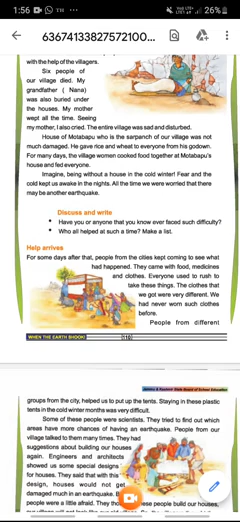 1:56
26%
63674133827572100...
with the help of the villagers.
Six people of
our village died. My
grandfather ( Nana)
was also buried under
the houses. My mother
wept all the time. Seeing
my mother, I also cried. The entire village was sad and disturbed.
House of Motabapu who is the sarpanch of our village was not
much damaged. He gave rice and wheat to everyone from his godown.
For many days, the village women cooked food together at Motabapu's
house and fed everyone.
Imagine, being without a house in the cold winter! Fear and the
cold kept us awake in the nights. All the time we were worried that there
may be another earthquake.
Discuss and write
• Have you or anyone that you know ever faced such difficulty?
• Who all helped at such a time? Make a list.
Help arrives
For some days after that, people from the cities kept coming to see what
had happened. They came with food, medicines
and clothes. Everyone used to rush to
take these things. The clothes that
we got were very different. We
had never worn such clothes
before.
People from different
WHEN THE EARTH SHOOK!
Jammu & Kashmir State Board of School Education
groups from the city, helped us to put up the tents. Staying in these plastic
tents in the cold winter months was very difficult.
Some of these people were scientists. They tried to find out which
areas have more chances of having an earthquake. People from our
village talked to them many times. They had
suggestions about building our houses
again. Engineers and architects
showed us some special designs
for houses. They said that with this
design, houses would not get
damaged much in an earthquake. B
people were a little afraid. They tho se people build our houses,